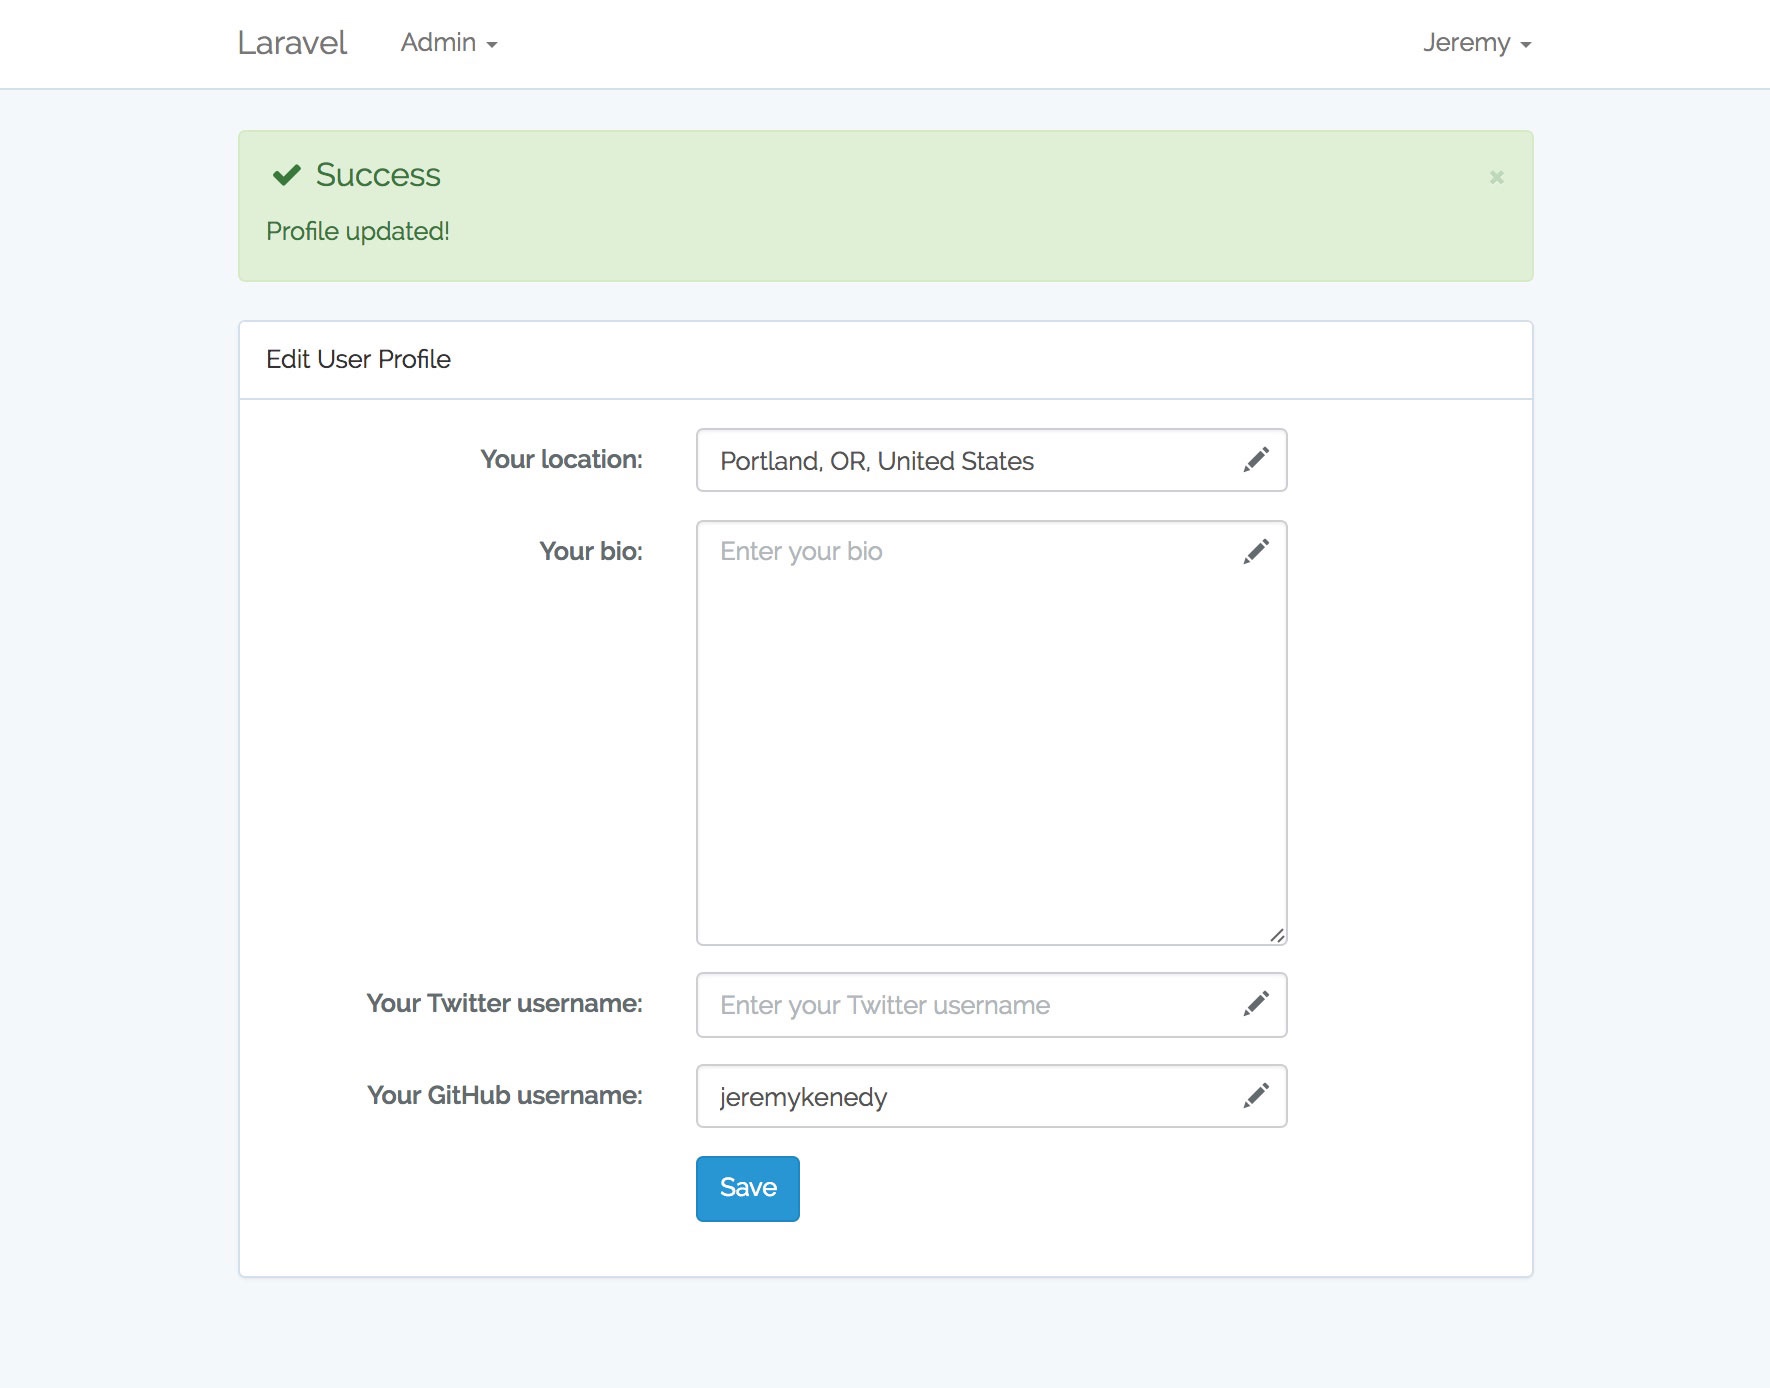 Laravel Admin Jeremy
Success
Profile updated!
Edit User Profile
Your location: Portland, OR, United States
Your bio: Enter your bio
Your Twitter username: Enter your Twitter username
Your GitHub username: jeremykenedy
Save